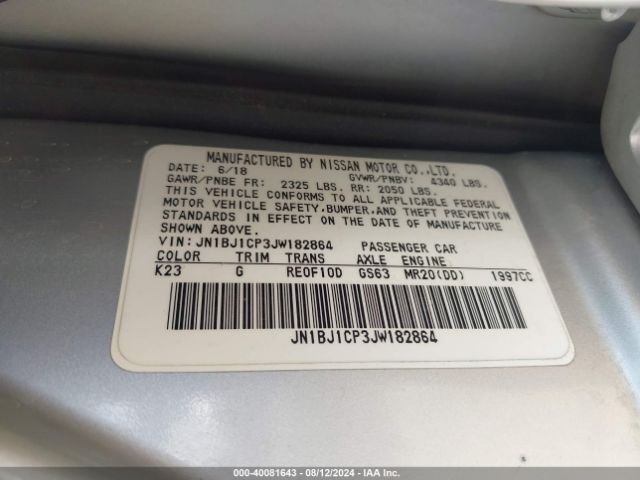 MANUFACTURED BY NISSAN MOTOR CO.,LTD.
DATE: 6/18 GVWR/PNBV: 4340 LBS.
GAWR/PNBE FR: 2325 LBS. RR: 2050 LBS.
THIS VEHICLE CONFORMS TO ALL APPLICABLE FEDERAL
MOTOR VEHICLE SAFETY,BUMPER,AND THEFT PREVENTION
STANDARDS IN EFFECT ON THE DATE OF MANUFACTURE
SHOWN ABOVE.
VIN: JN1BJ1CP3JW182864 PASSENGER CAR
COLOR TRIM TRANS AXLE ENGINE
K23 G RE0F10D GS63 MR20(DD) 1997CC
JN1BJ1CP3JW182864
000-40081643 - 08/12/2024 - IAA Inc.